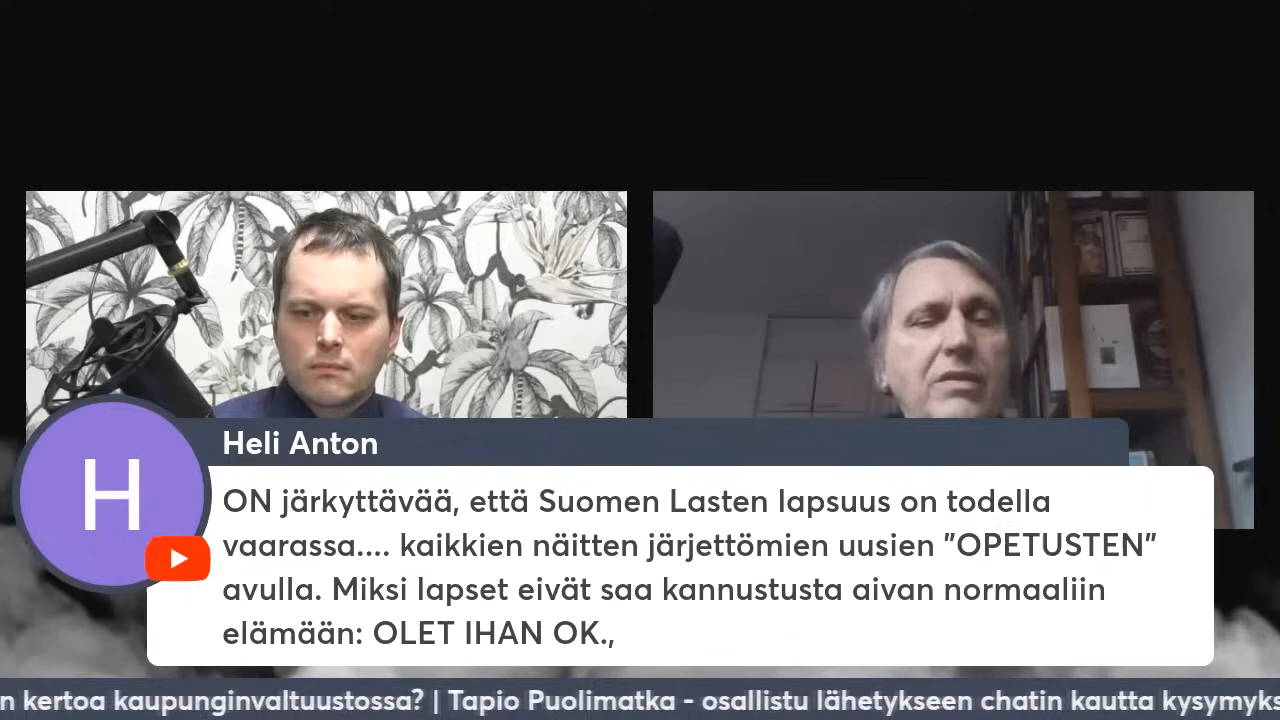 H
Heli Anton
ON järkyttävää, että Suomen Lasten lapsuus on todella
vaarassa.... kaikkien näitten järjettömien uusien "OPETUSTEN"
avulla. Miksi lapset eivät saa kannustusta aivan normaaliin
elämään: OLET IHAN OK.,
n kertoa kaupunginvaltuustossa? | Tapio Puolimatka - osallistu lähetykseen chatin kautta kysymyks